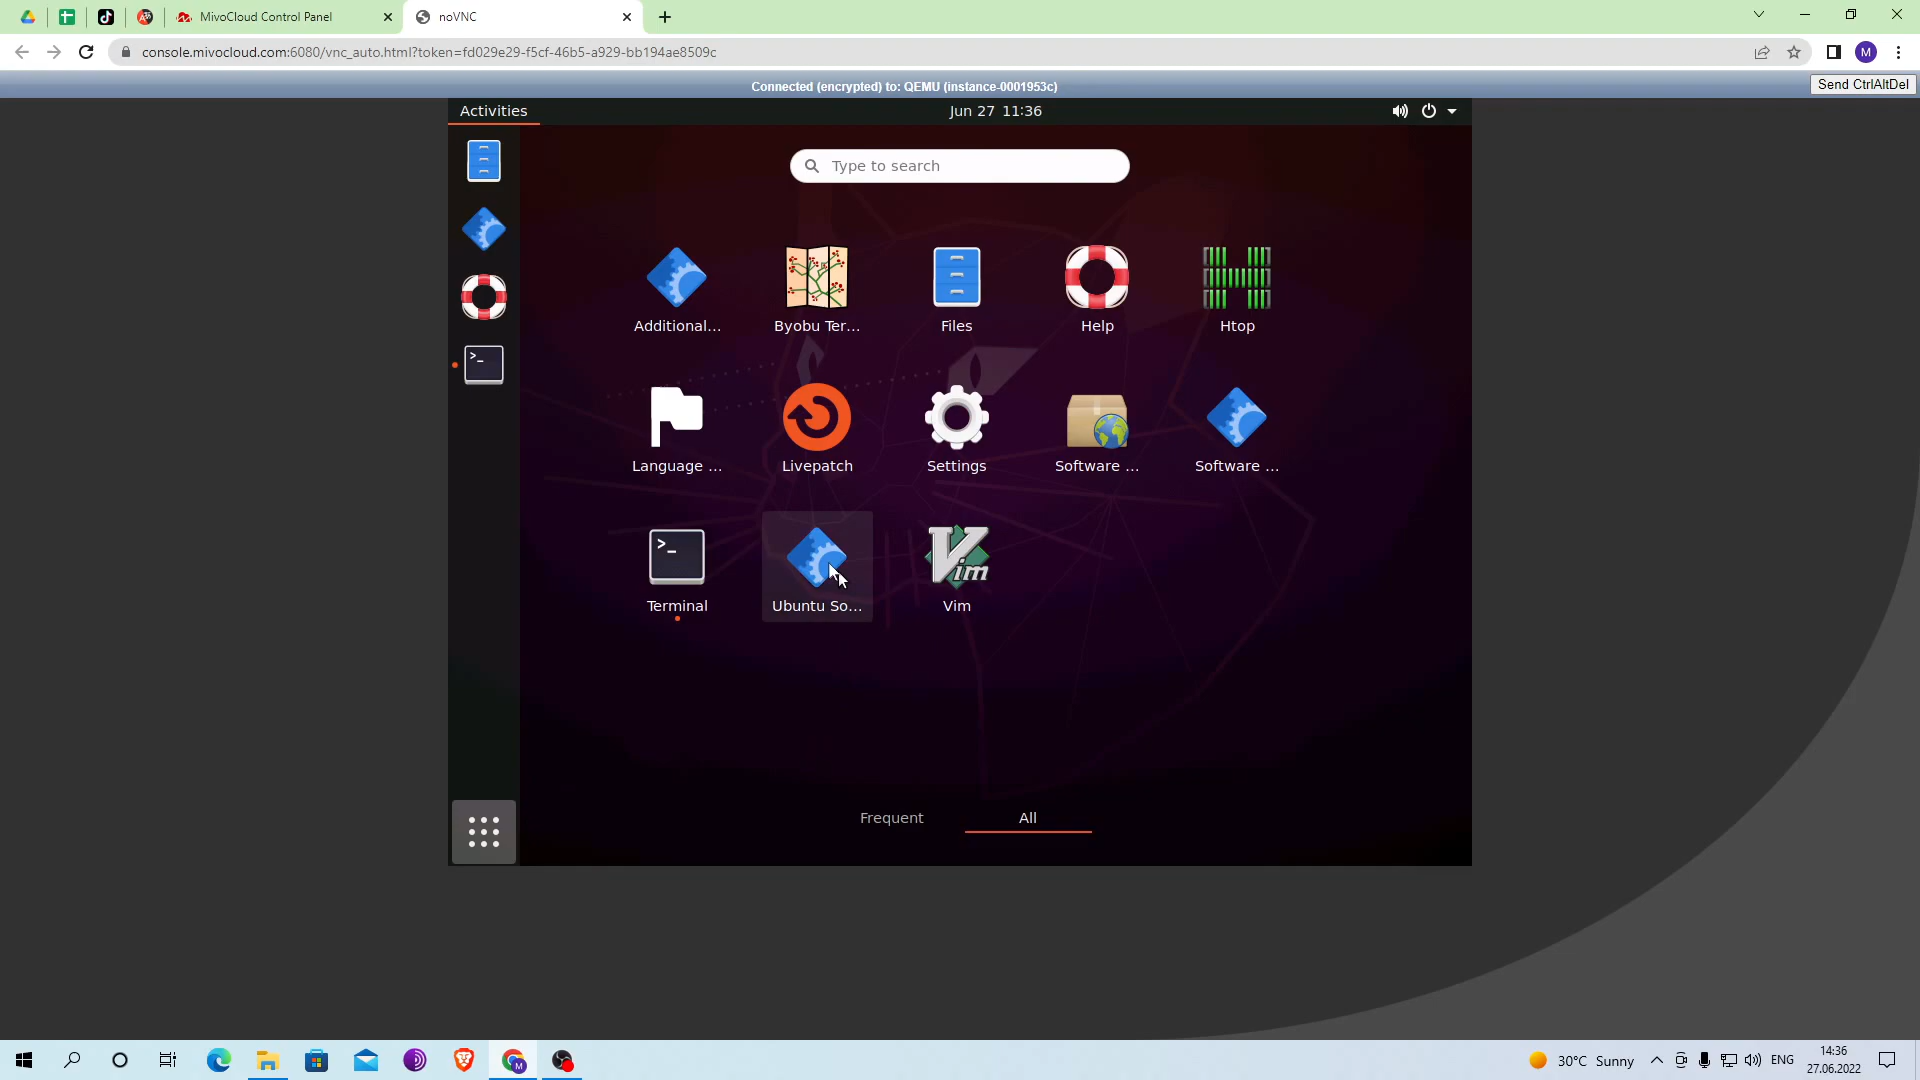 MivoCloud Control Panel
noVNC
console.mivocloud.com:6080/vnc_auto.html?token=fd029e29-f5cf-46b5-a929-bb194ae8509c
M
Connected (encrypted) to: QEMU (instance-0001953c)
Send CtrlAltDel
Activities
Jun 27 11:36
Type to search
Additional...
Byobu Ter...
Files
Help
Htop
Language ...
Livepatch
Settings
Software ...
Software ...
>_
>_
Vim
Terminal
Ubuntu So...
Vim
Frequent
All
M
30°C Sunny
ENG
14:36
27.06.2022